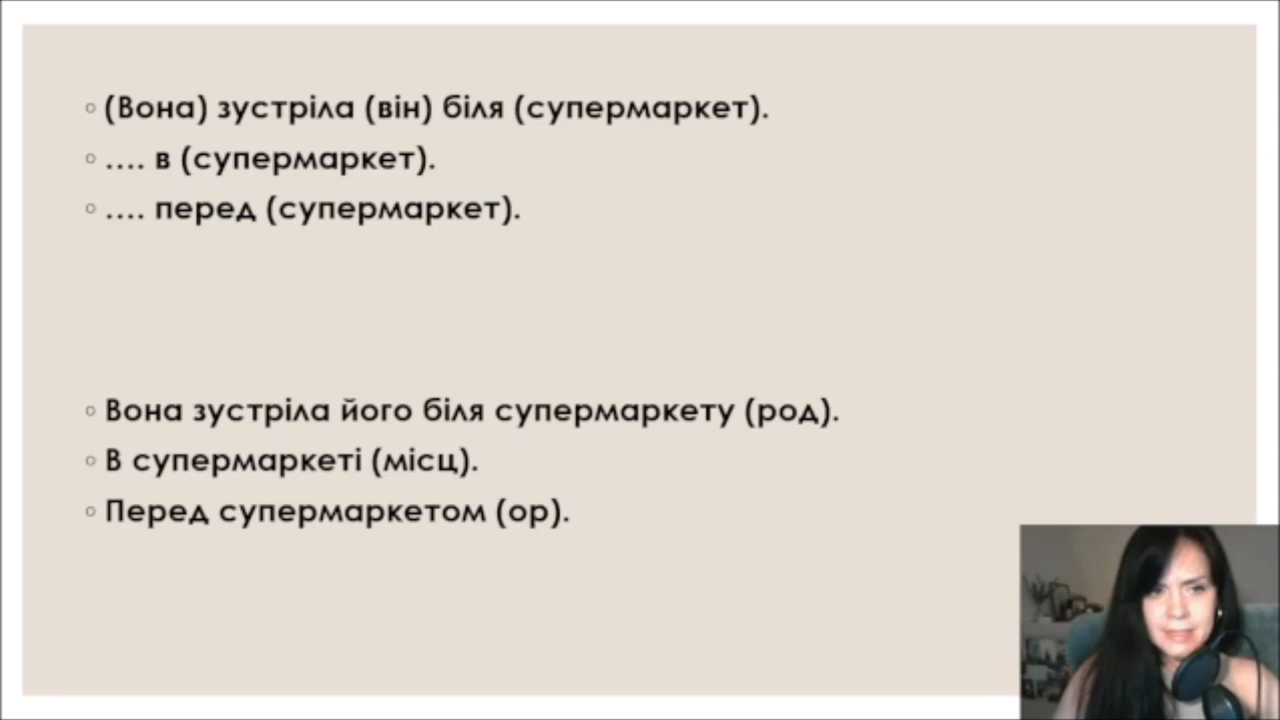 (Вона) зустріла (він) біля (супермаркет).
.... в (супермаркет).
.... перед (супермаркет).
Вона зустріла його біля супермаркету (род).
В супермаркеті (місц).
Перед супермаркетом (ор).